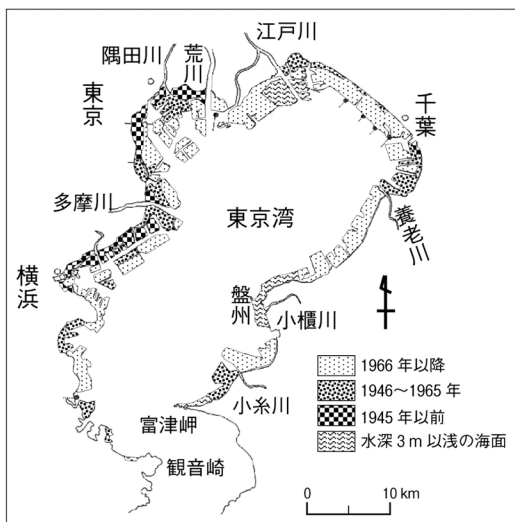 江戸川
隅田川
荒川
東京
千葉
多摩川
東京湾
養老川
横浜
盤州
小櫃川
1966 年以降
1946～1965 年
1945 年以前
水深 3 m 以浅の海面
小糸川
富津岬
観音崎
0 10 km